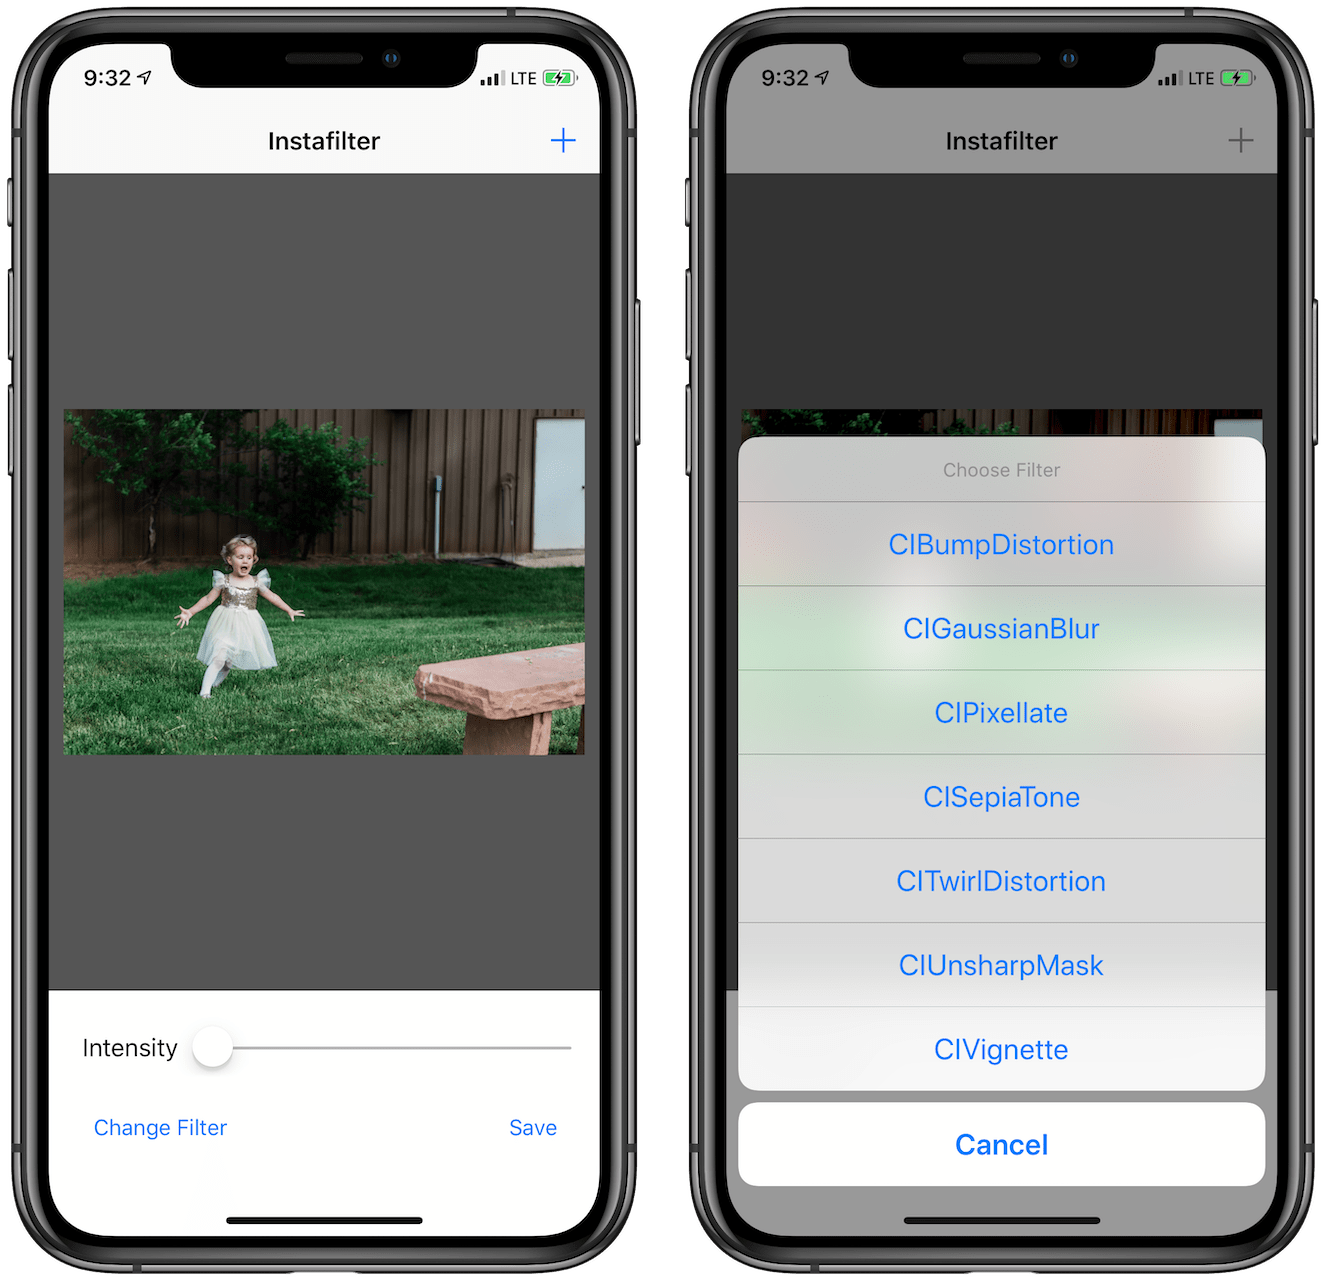 9:32
LTE
Instafilter
Intensity
Change Filter
Save
9:32
LTE
Instafilter
Choose Filter
CIBumpDistortion
CIGaussianBlur
CIPixellate
CISepiaTone
CITwirlDistortion
CIUnsharpMask
CIVignette
Cancel